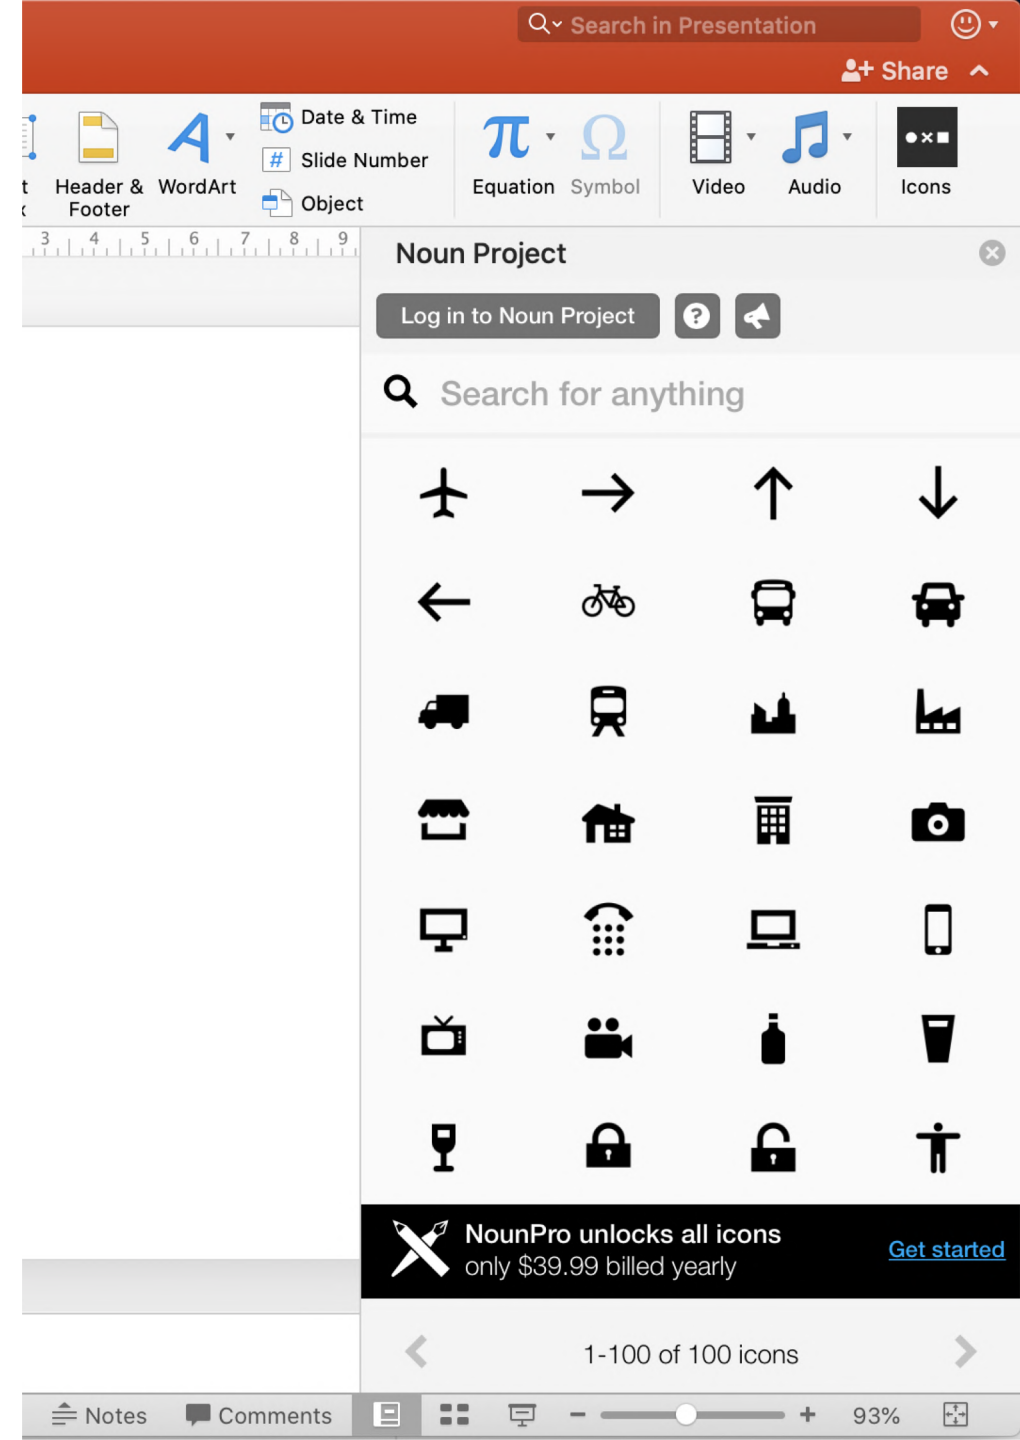 Search in Presentation
Share
Date & Time
# Slide Number
Object
Header & Footer
WordArt
π
Equation
Ω
Symbol
Video
Audio
Icons
3 4 5 6 7 8 9
Noun Project
Log in to Noun Project
?
Search for anything
NounPro unlocks all icons
only $39.99 billed yearly
Get started
1-100 of 100 icons
Notes
Comments
93%